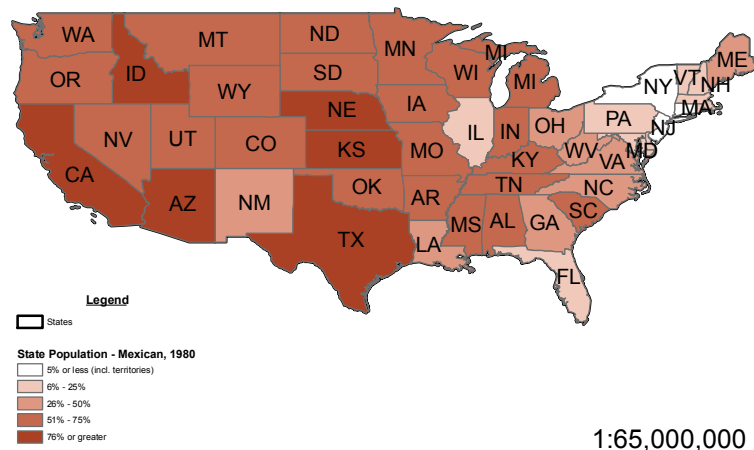 WA
MT
ND
MN
MI
ME
VT
NH
OR
ID
SD
WI
MI
NY
MA
WY
IA
PA
NJ
NE
NV
UT
CO
IL
IN
OH
MD
WV
VA
KS
MO
KY
CA
AZ
NM
OK
AR
TN
NC
SC
TX
LA
MS
AL
GA
FL
Legend
States
State Population - Mexican, 1980
5% or less (incl. territories)
6% - 25%
26% - 50%
51% - 75%
76% or greater
1:65,000,000